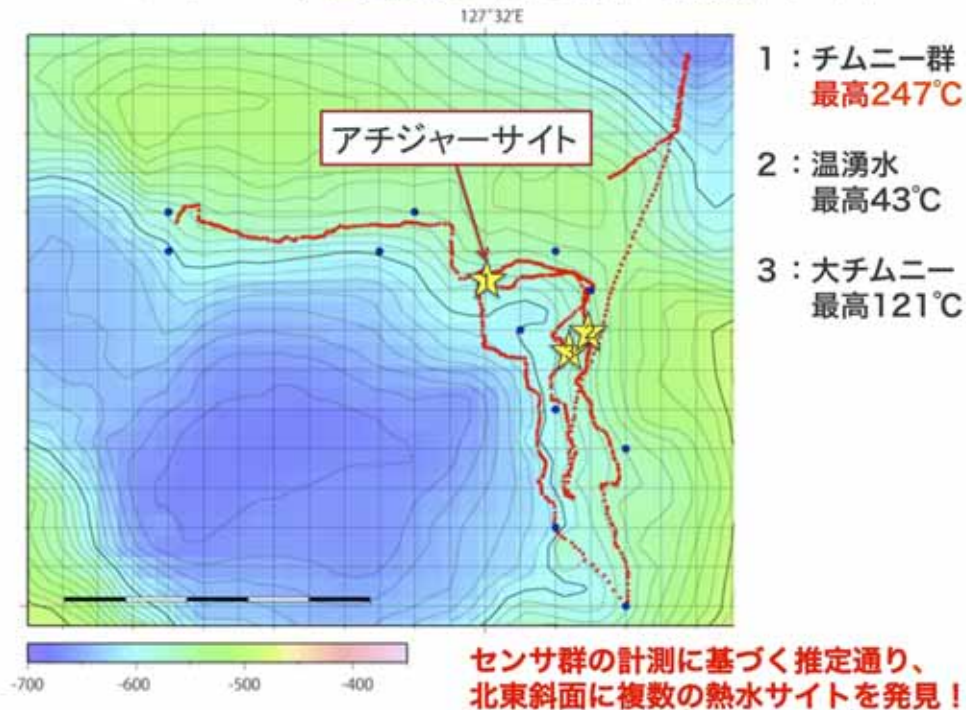 127°32'E
1：チムニー群
最高247℃
アチジャーサイト
2：温湧水
最高43℃
3：大チムニー
最高121℃
1
2
3
-700 -600 -500 -400
センサ群の計測に基づく推定通り、
北東斜面に複数の熱水サイトを発見！